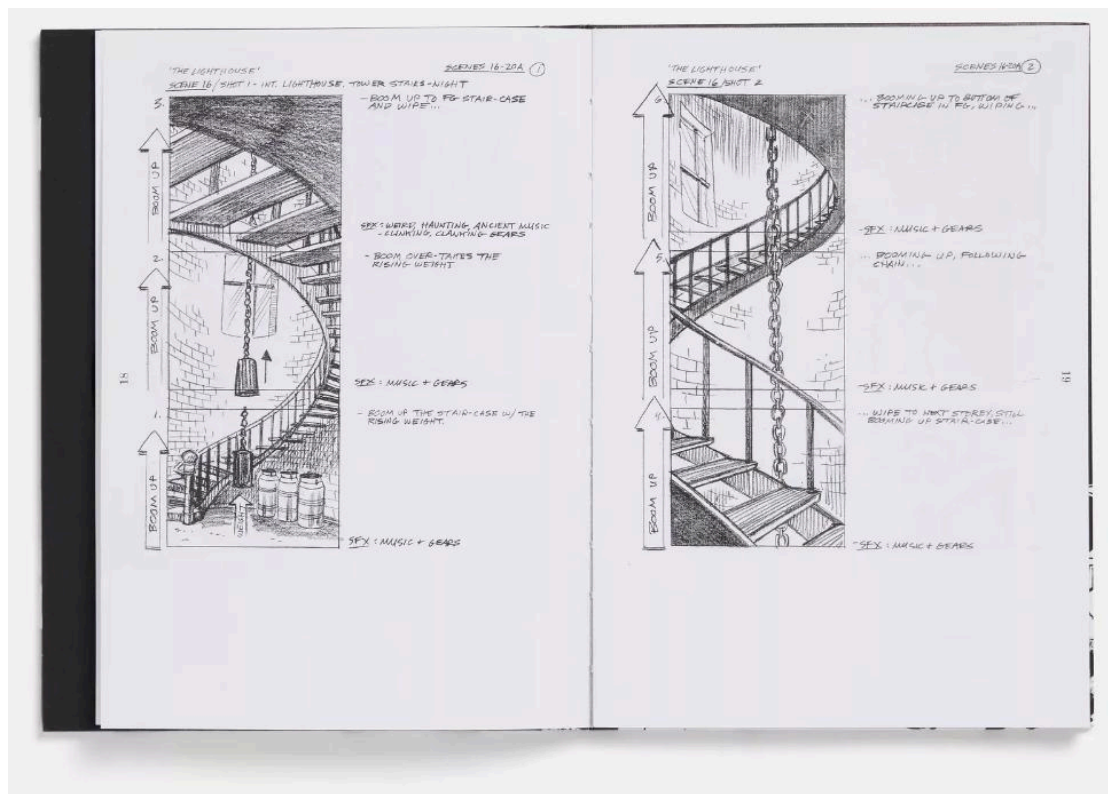 'THE LIGHTHOUSE'
SCENES 16-20A 1
SCENE 16/SHOT 1 - INT. LIGHTHOUSE, TOWER STAIRS-NIGHT
3.
- BOOM UP TO FG STAIR-CASE
AND WIPE...
BOOM UP
SFX: WEIRD, HAUNTING, ANCIENT MUSIC
- CLINKING, CLANKING GEARS
2.
- BOOM OVER-TAKES THE
RISING WEIGHT
BOOM UP
SFX: MUSIC + GEARS
1.
- BOOM UP THE STAIR-CASE W/ THE
RISING WEIGHT.
BOOM UP
WEIGHT
SFX: MUSIC + GEARS
18
'THE LIGHTHOUSE'
SCENES 16-20A 2
SCENE 16/SHOT 2
6.
... BOOMING UP TO BOTTOM OF
STAIRCASE IN FG, WIPING...
BOOM UP
-SFX: MUSIC + GEARS
5.
... BOOMING UP, FOLLOWING
CHAIN...
BOOM UP
-SFX: MUSIC + GEARS
4.
... WIPE TO NEXT STOREY, STILL
BOOMING UP STAIR-CASE...
BOOM UP
-SFX: MUSIC + GEARS
19